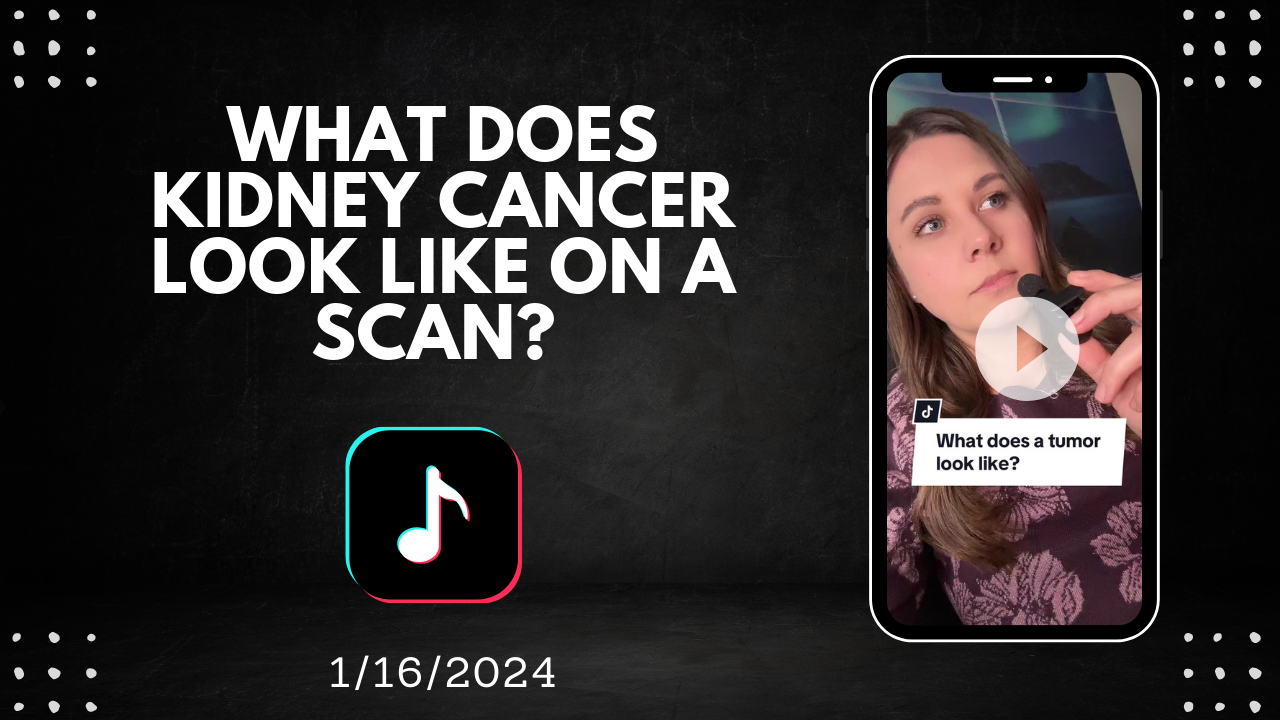 WHAT DOES
KIDNEY CANCER
LOOK LIKE ON A
SCAN?
1/16/2024
What does a tumor
look like?